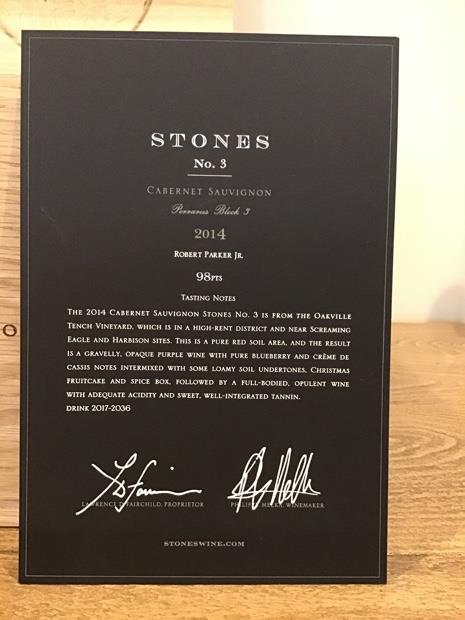 STONES
No. 3
CABERNET SAUVIGNON
2014
ROBERT PARKER JR.
98PTS
TASTING NOTES
THE 2014 CABERNET SAUVIGNON STONES NO. 3 IS FROM THE OAKVILLE
TENCH VINEYARD, WHICH IS IN A HIGH-RENT DISTRICT AND NEAR SCREAMING
EAGLE AND HARBISON SITES. THIS IS A PURE RED SOIL AREA, AND THE RESULT
IS A GRAVELLY, OPAQUE PURPLE WINE WITH PURE BLUEBERRY AND CRÈME DE
CASSIS NOTES INTERMIXED WITH SOME LOAMY SOIL UNDERTONES, CHRISTMAS
FRUITCAKE AND SPICE BOX, FOLLOWED BY A FULL-BODIED, OPULENT WINE
WITH ADEQUATE ACIDITY AND SWEET, WELL-INTEGRATED TANNIN.
DRINK 2017-2036
LAWRENCE FAIRCHILD, PROPRIETOR
MELKA, WINEMAKER
STONESWINE.COM
O